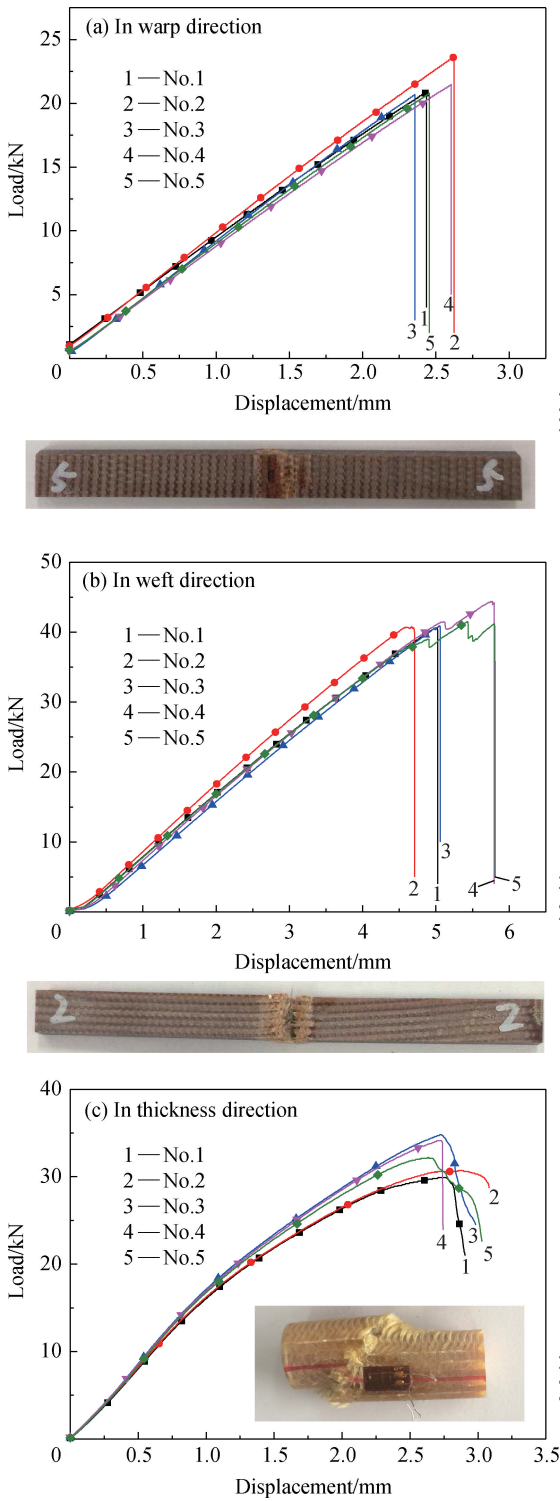 (a) In warp direction
1 — No.1
2 — No.2
3 — No.3
4 — No.4
5 — No.5
Load/kN
25
20
15
10
5
0
0.5 1.0 1.5 2.0 2.5 3.0
3 1 5 4 2
Displacement/mm
5 5
(b) In weft direction
1 — No.1
2 — No.2
3 — No.3
4 — No.4
5 — No.5
Load/kN
50
40
30
20
10
0
1 2 3 4 5 6
2 1 3 4 5
Displacement/mm
2 2
(c) In thickness direction
1 — No.1
2 — No.2
3 — No.3
4 — No.4
5 — No.5
Load/kN
40
30
20
10
0
0.5 1.0 1.5 2.0 2.5 3.0 3.5
4 1 3 5 2
Displacement/mm